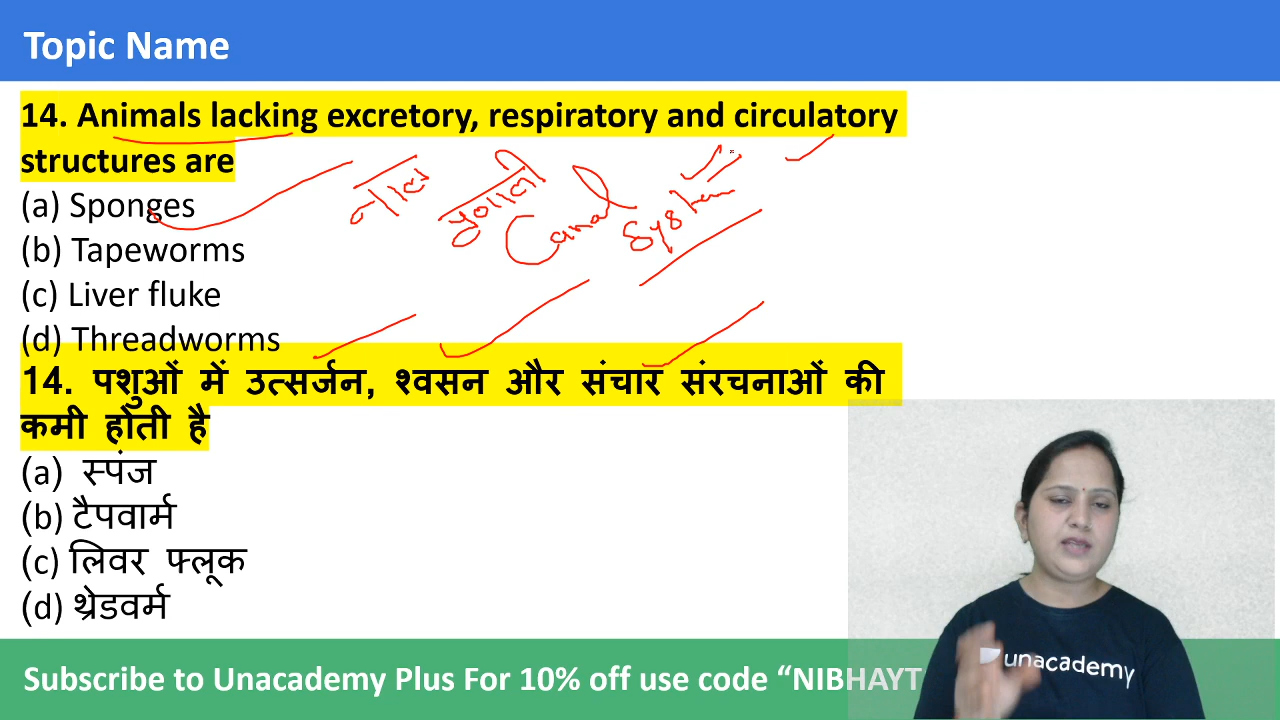 Topic Name
14. Animals lacking excretory, respiratory and circulatory
structures are
(a) Sponges
(b) Tapeworms
(c) Liver fluke
(d) Threadworms
Canal System
14. पशुओं में उत्सर्जन, श्वसन और संचार संरचनाओं की
कमी होती है
(a) स्पंज
(b) टैपवार्म
(c) लिवर फ्लूक
(d) थ्रेडवर्म
unacademy
Subscribe to Unacademy Plus For 10% off use code “NIBHAYT